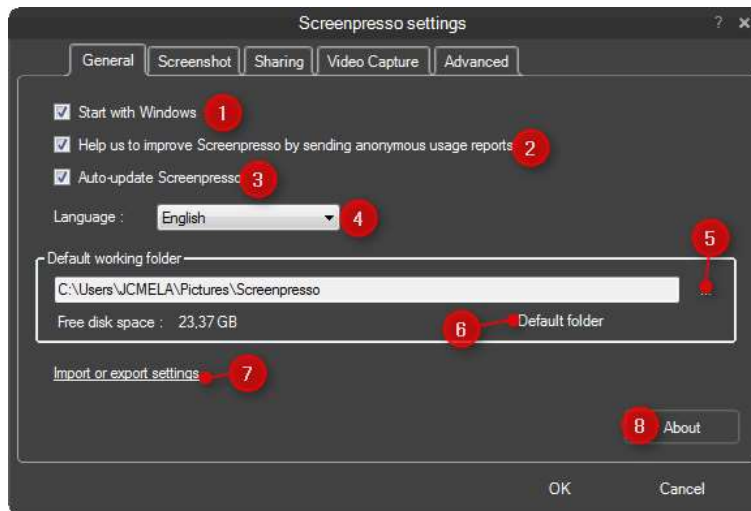 Screenpresso settings ? ×
General Screenshot Sharing Video Capture Advanced
Start with Windows 1
Help us to improve Screenpresso by sending anonymous usage reports 2
Auto-update Screenpresso 3
Language : English 4
5
Default working folder
C:\Users\JCMELA\Pictures\Screenpresso ...
Free disk space : 23,37 GB 6 Default folder
Import or export settings 7
8 About
OK Cancel